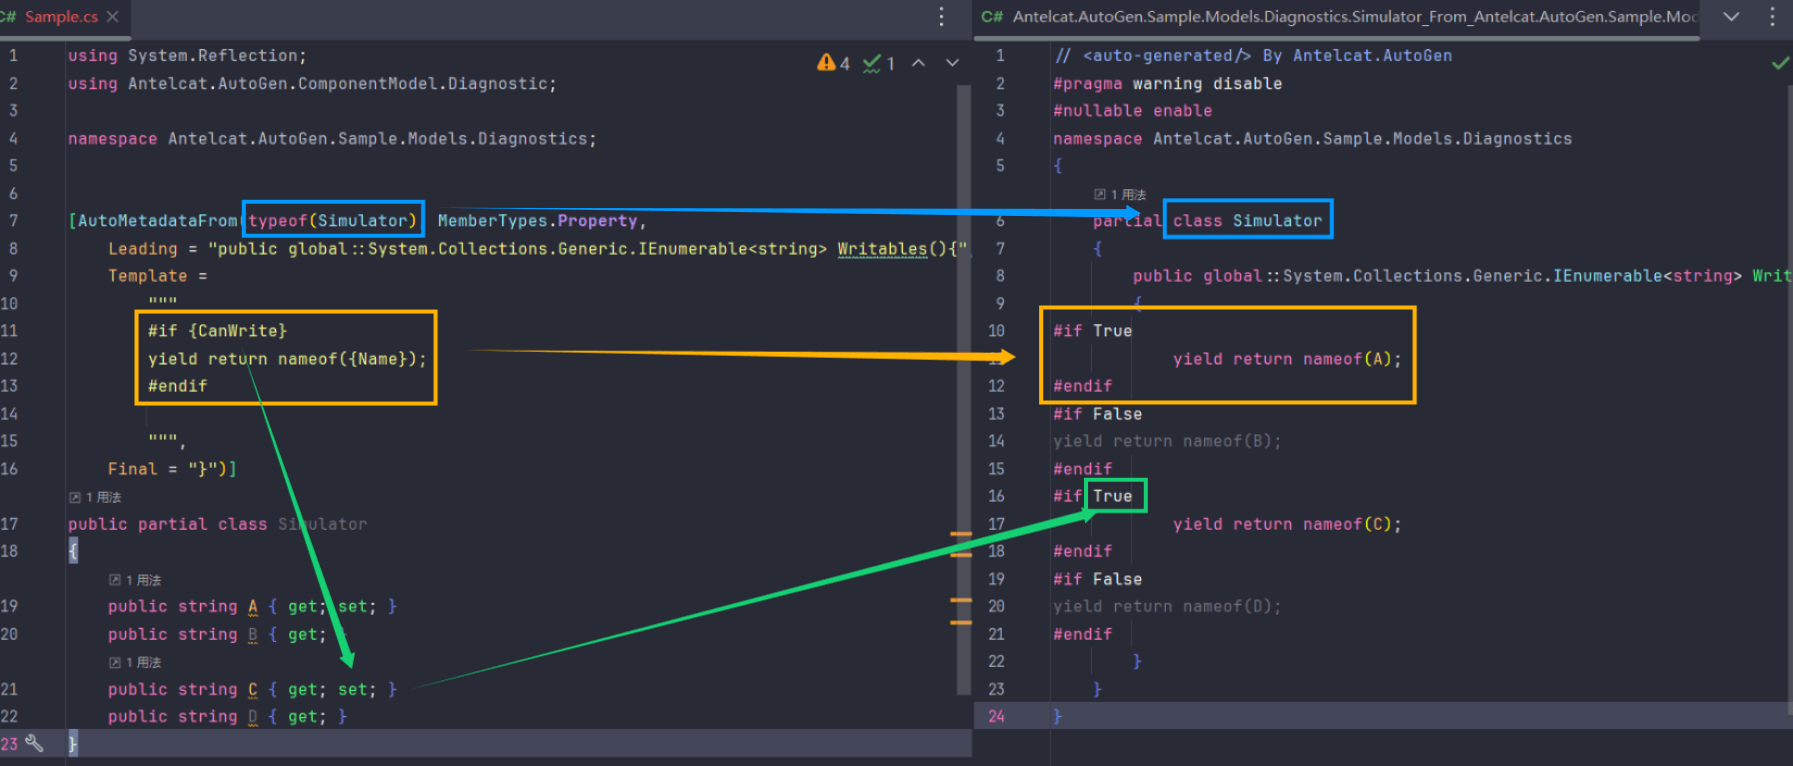 C# Sample.cs
4 1
1 using System.Reflection;
2 using Antelcat.AutoGen.ComponentModel.Diagnostic;
3
4 namespace Antelcat.AutoGen.Sample.Models.Diagnostics;
5
6
7 [AutoMetadataFrom(typeof(Simulator) MemberTypes.Property,
8 Leading = "public global::System.Collections.Generic.IEnumerable<string> Writables(){",
9 Template =
10 """
11 #if {CanWrite}
12 yield return nameof({Name});
13 #endif
14
15 """,
16 Final = "}")]
1 用法
17 public partial class Simulator
18 {
1 用法
19 public string A { get; set; }
20 public string B { get; }
1 用法
21 public string C { get; set; }
22 public string D { get; }
23 }
C# Antelcat.AutoGen.Sample.Models.Diagnostics.Simulator_From_Antelcat.AutoGen.Sample.Mod
1 // <auto-generated/> By Antelcat.AutoGen
2 #pragma warning disable
3 #nullable enable
4 namespace Antelcat.AutoGen.Sample.Models.Diagnostics
5 {
1 用法
6 partial class Simulator
7 {
8 public global::System.Collections.Generic.IEnumerable<string> Writ
9 {
10 #if True
11 yield return nameof(A);
12 #endif
13 #if False
14 yield return nameof(B);
15 #endif
16 #if True
17 yield return nameof(C);
18 #endif
19 #if False
20 yield return nameof(D);
21 #endif
22 }
23 }
24 }